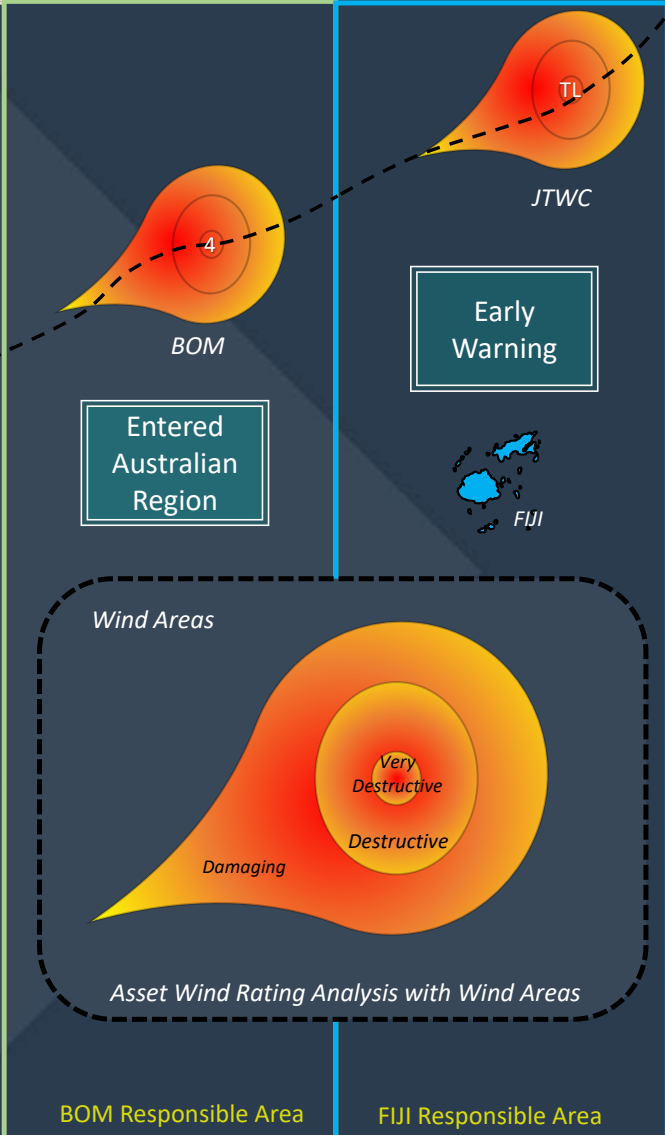 TL
JTWC
4
BOM
Early
Warning
Entered
Australian
Region
FIJI
Wind Areas
Very
Destructive
Destructive
Damaging
Asset Wind Rating Analysis with Wind Areas
BOM Responsible Area
FIJI Responsible Area